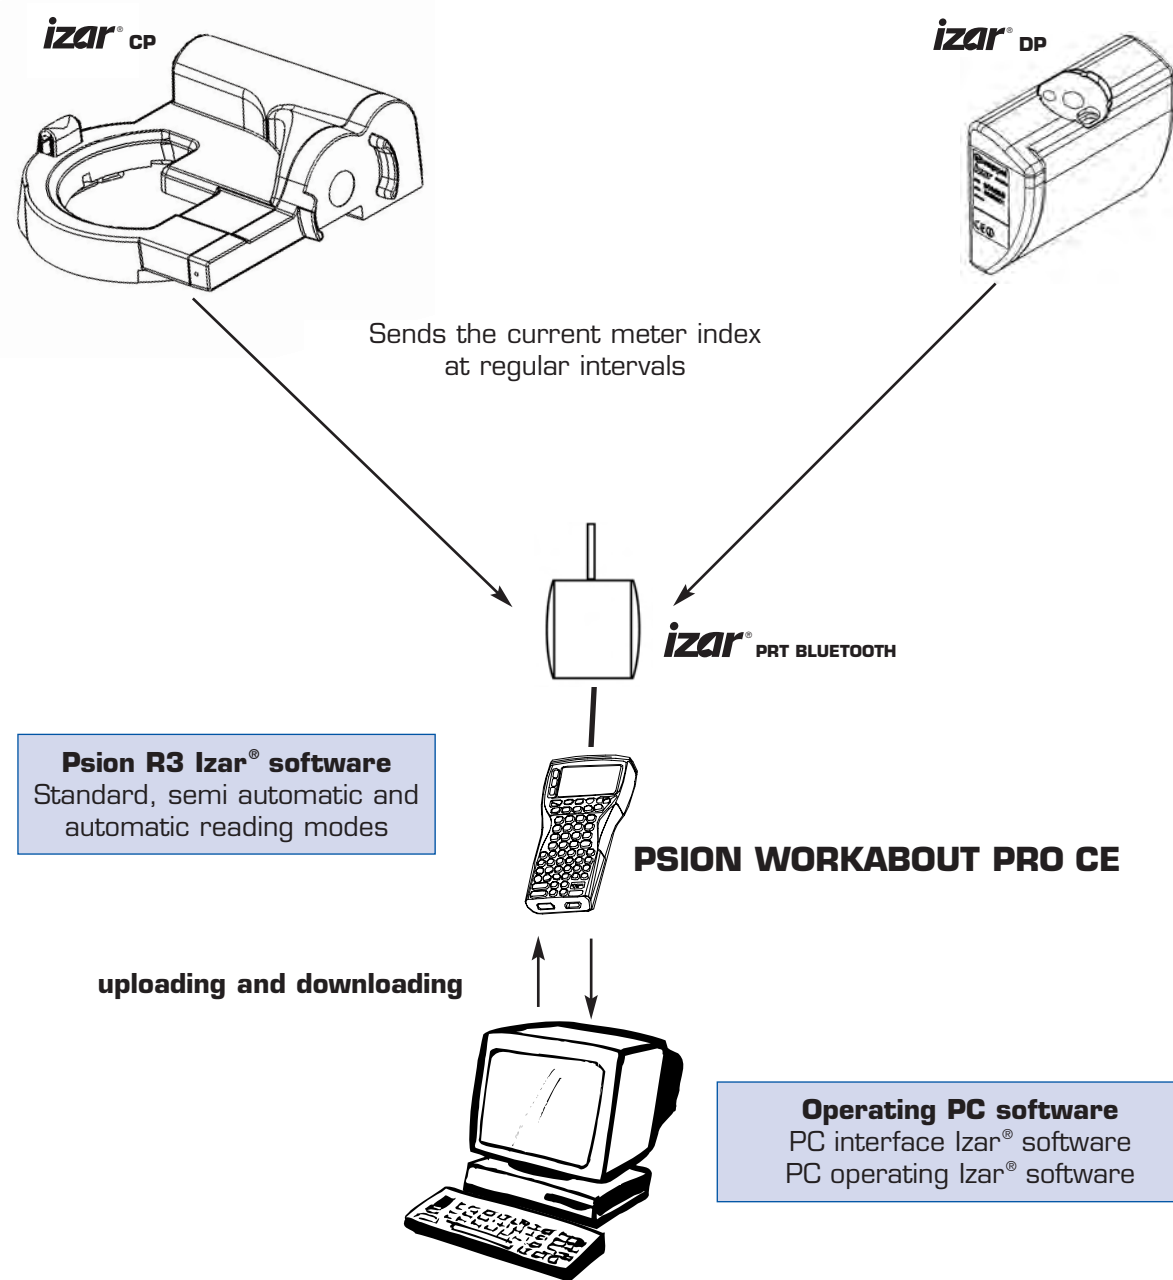 izar® CP
izar® DP
izar
CE
Sends the current meter index
at regular intervals
izar® PRT BLUETOOTH
Psion R3 Izar® software
Standard, semi automatic and
automatic reading modes
PSION WORKABOUT PRO CE
uploading and downloading
Operating PC software
PC interface Izar® software
PC operating Izar® software